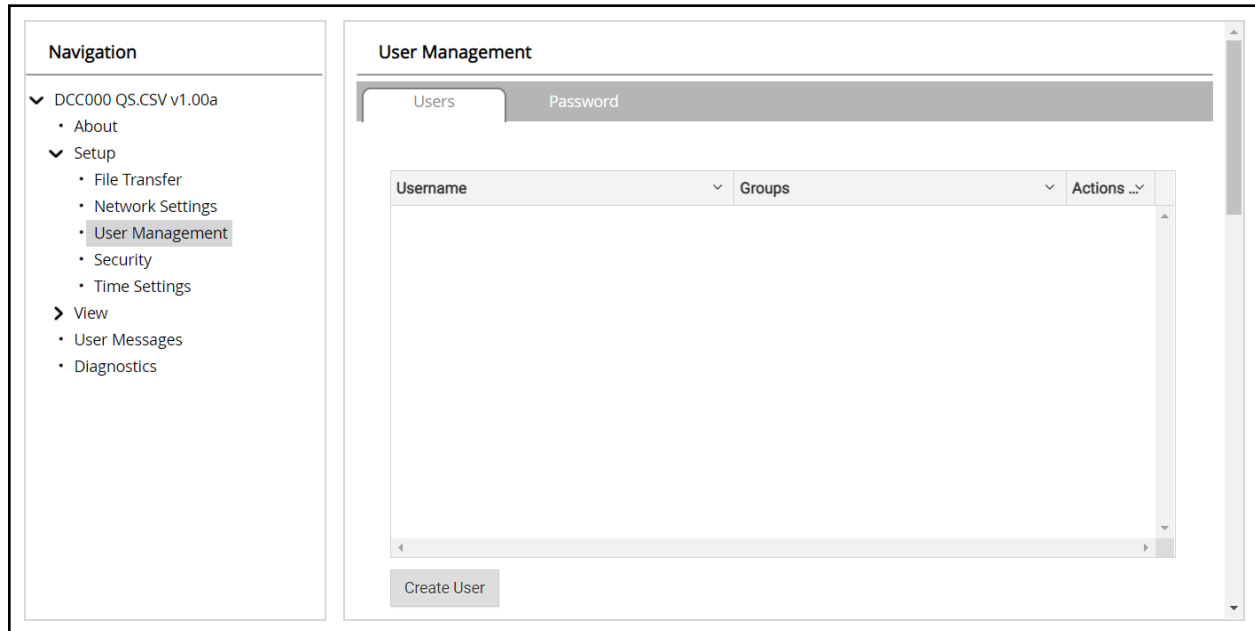 Navigation
DCC000 QS.CSV v1.00a
About
Setup
File Transfer
Network Settings
User Management
Security
Time Settings
View
User Messages
Diagnostics
User Management
Users Password
Username Groups Actions ...
Create User